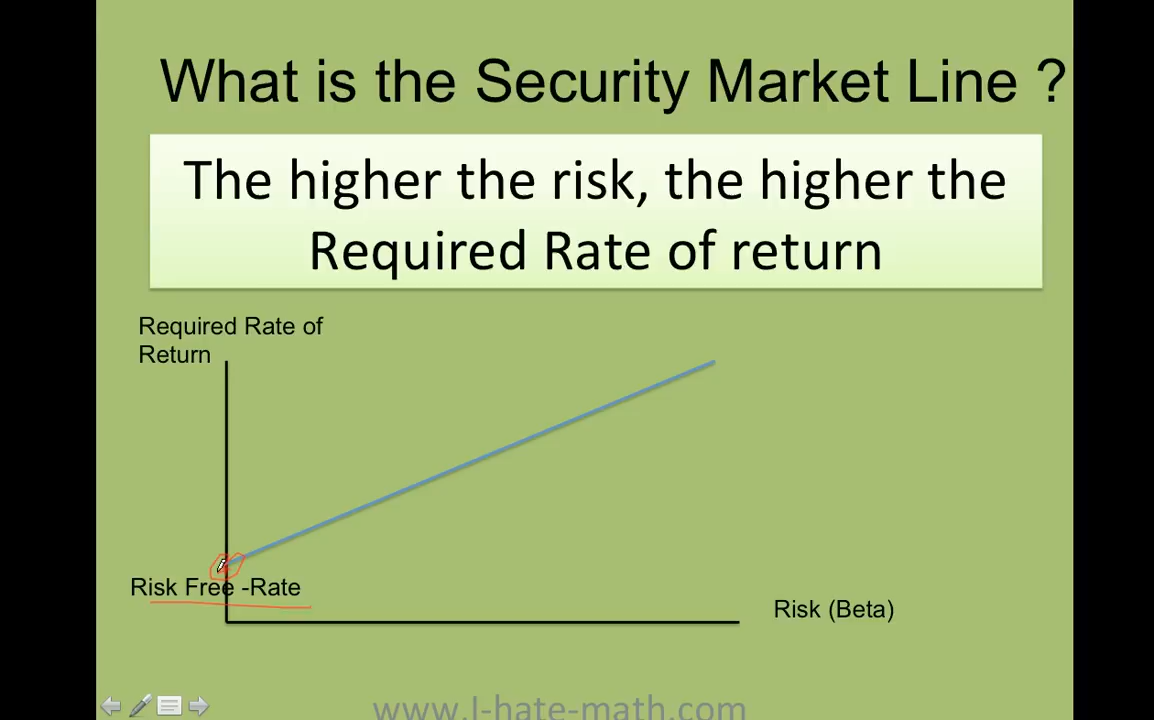 What is the Security Market Line ?
The higher the risk, the higher the
Required Rate of return
Required Rate of
Return
Risk Free -Rate
Risk (Beta)
www.I-hate-math.com